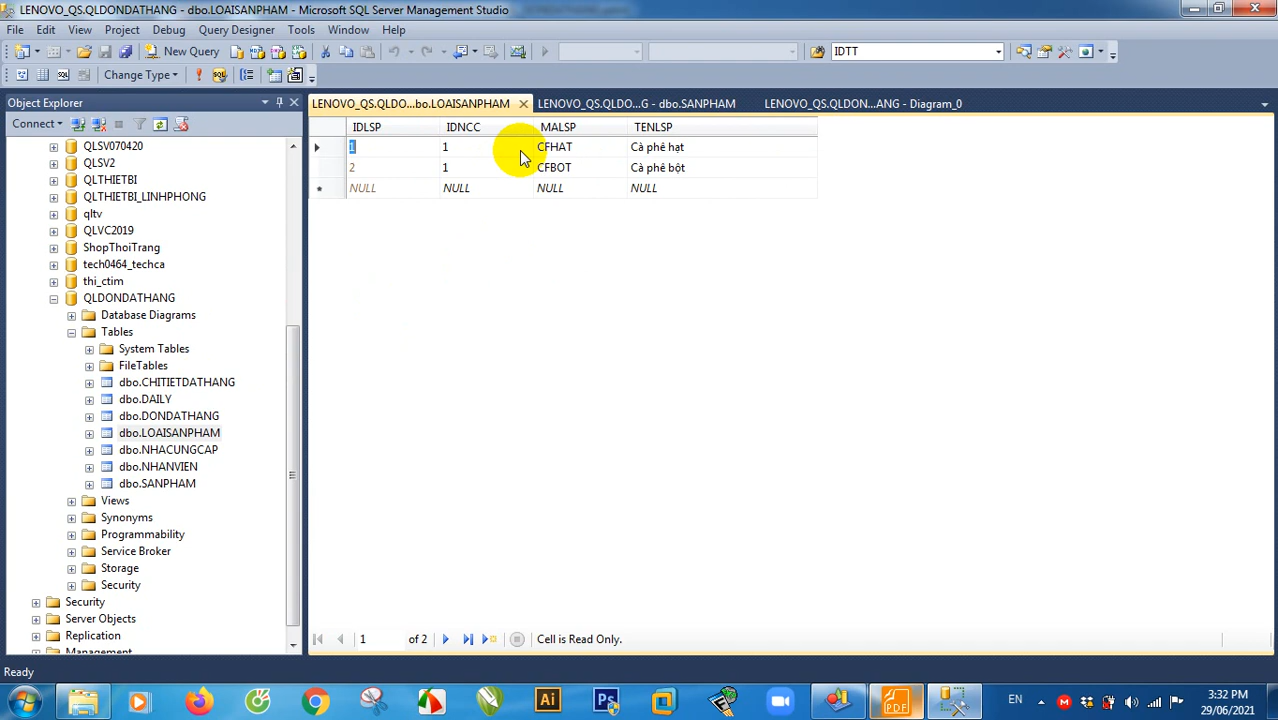 LENOVO_QS.QLDONDATHANG - dbo.LOAISANPHAM - Microsoft SQL Server Management Studio
File Edit View Project Debug Query Designer Tools Window Help
New Query IDTT
Change Type
Object Explorer
Connect
QLSV070420
QLSV2
QLTHIETBI
QLTHIETBI_LINHPHONG
qltv
QLVC2019
ShopThoiTrang
tech0464_techca
thi_ctim
QLDONDATHANG
Database Diagrams
Tables
System Tables
FileTables
dbo.CHITIETDATHANG
dbo.DAILY
dbo.DONDATHANG
dbo.LOAISANPHAM
dbo.NHACUNGCAP
dbo.NHANVIEN
dbo.SANPHAM
Views
Synonyms
Programmability
Service Broker
Storage
Security
Security
Server Objects
Replication
Management
LENOVO_QS.QLDO...bo.LOAISANPHAM LENOVO_QS.QLDO...G - dbo.SANPHAM LENOVO_QS.QLDON...ANG - Diagram_0
IDLSP IDNCC MALSP TENLSP
1 1 CFHAT Cà phê hạt
2 1 CFBOT Cà phê bột
NULL NULL NULL NULL
1 of 2 Cell is Read Only.
Ready
Ai Ps PDF EN 3:32 PM
29/06/2021